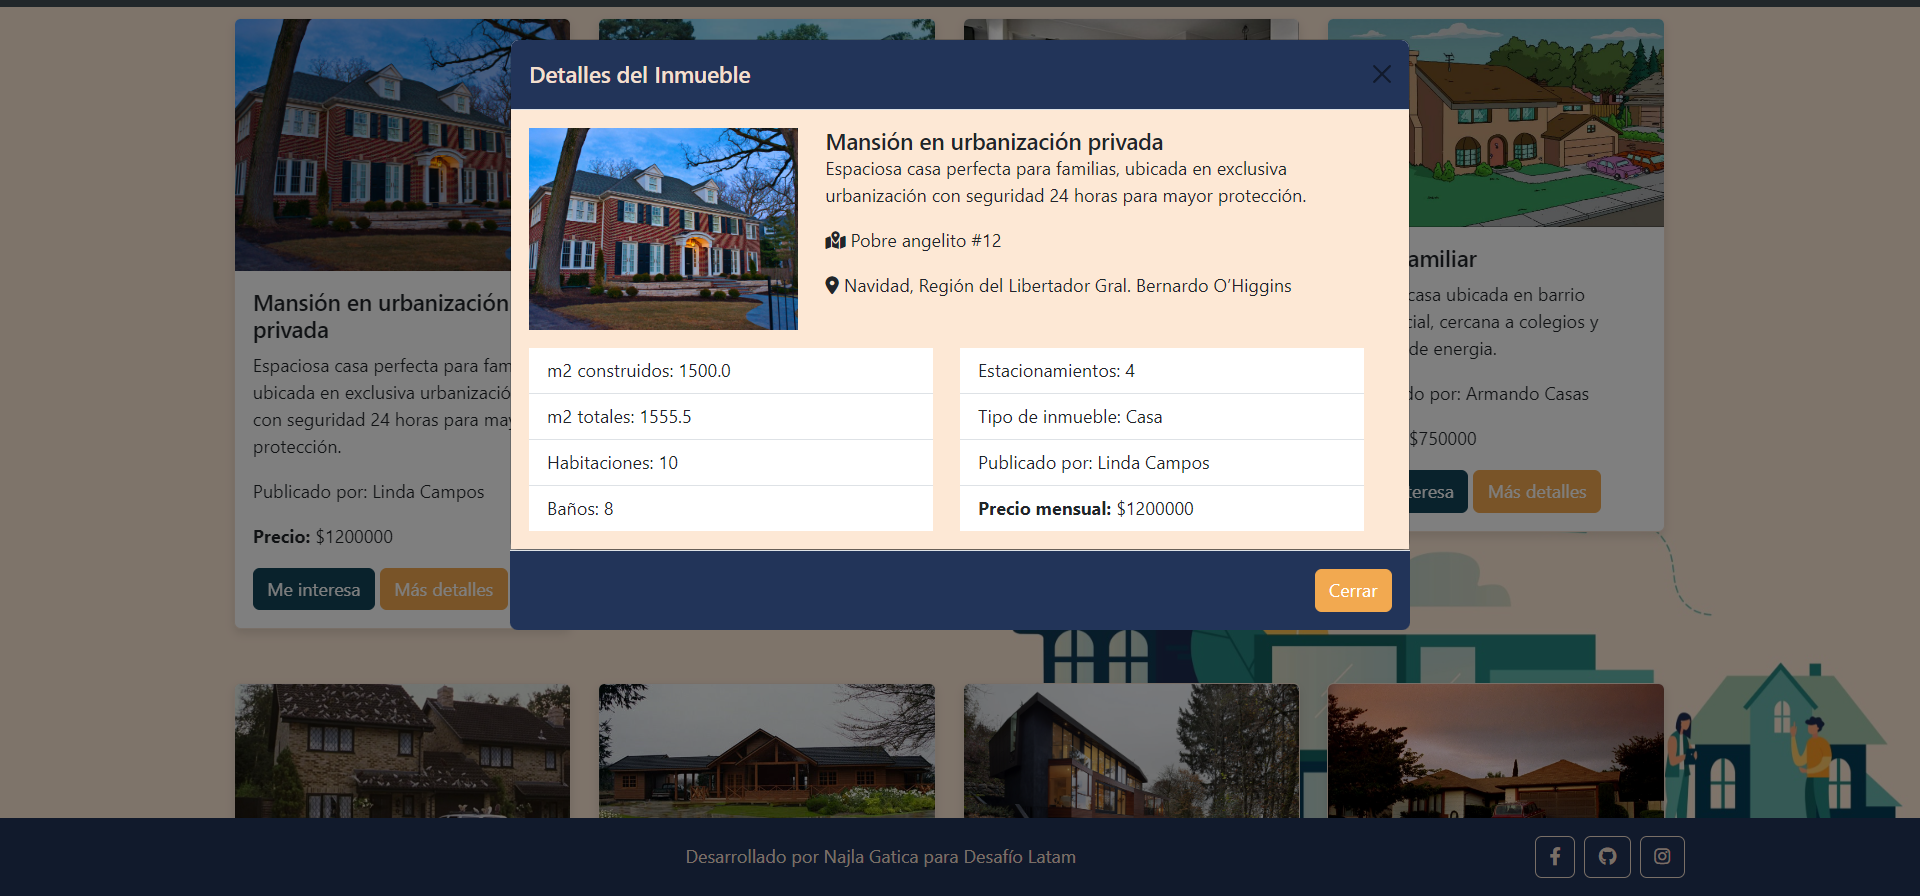 Detalles del Inmueble
Mansión en urbanización privada
Espaciosa casa perfecta para familias, ubicada en exclusiva
urbanización con seguridad 24 horas para mayor protección.
Pobre angelito #12
Navidad, Región del Libertador Gral. Bernardo O’Higgins
m2 construidos: 1500.0
m2 totales: 1555.5
Habitaciones: 10
Baños: 8
Estacionamientos: 4
Tipo de inmueble: Casa
Publicado por: Linda Campos
Precio mensual: $1200000
Cerrar
Mansión en urbanización
privada
Espaciosa casa perfecta para fam
ubicada en exclusiva urbanizació
con seguridad 24 horas para may
protección.
Publicado por: Linda Campos
Precio: $1200000
Me interesa
Más detalles
amiliar
casa ubicada en barrio
ial, cercana a colegios y
de energia.
do por: Armando Casas
$750000
teresa
Más detalles
Desarrollado por Najla Gatica para Desafío Latam